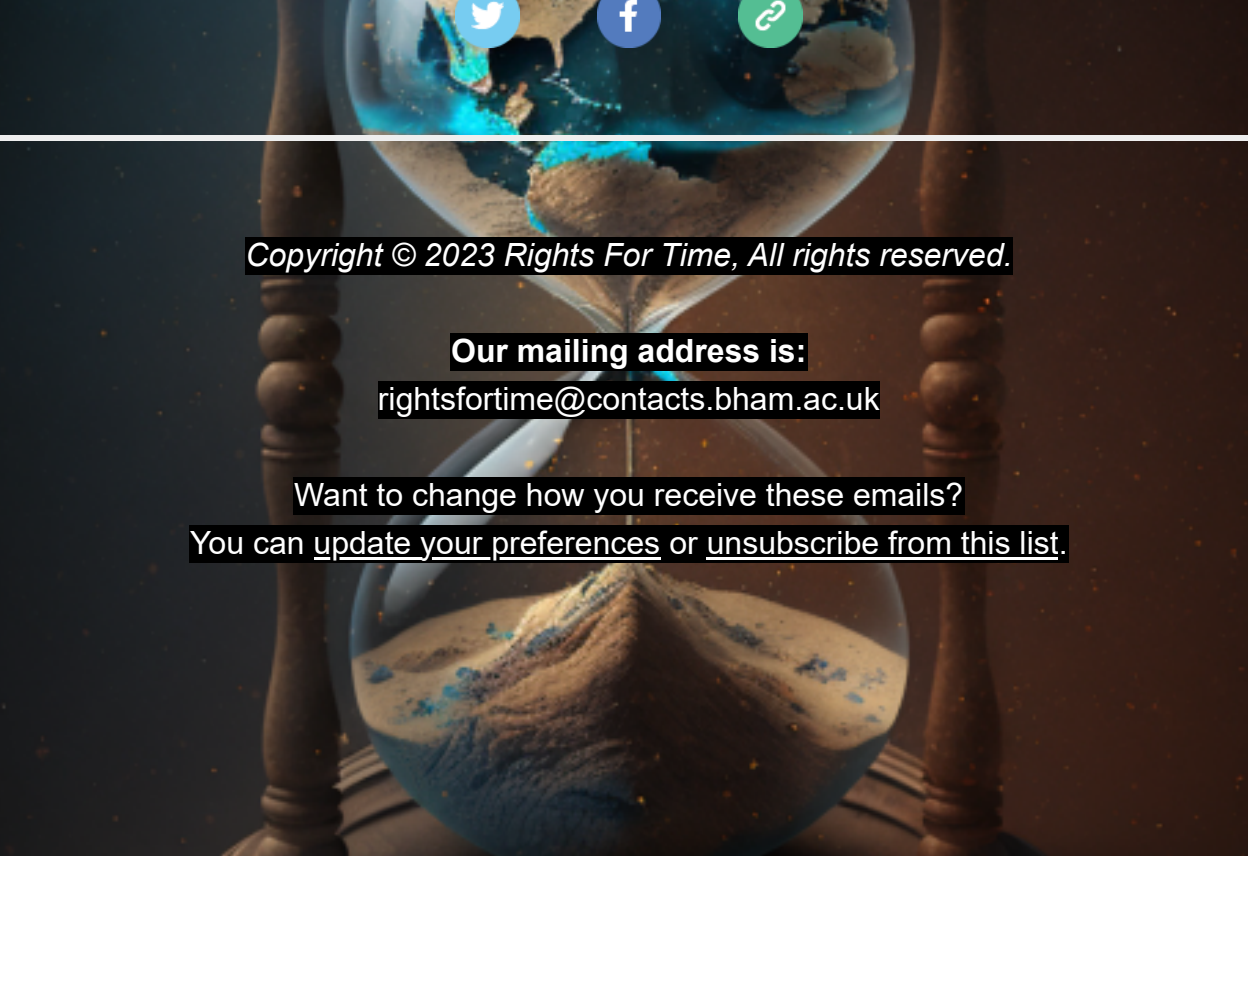 Copyright © 2023 Rights For Time, All rights reserved.
Our mailing address is:
rightsfortime@contacts.bham.ac.uk
Want to change how you receive these emails?
You can update your preferences or unsubscribe from this list.